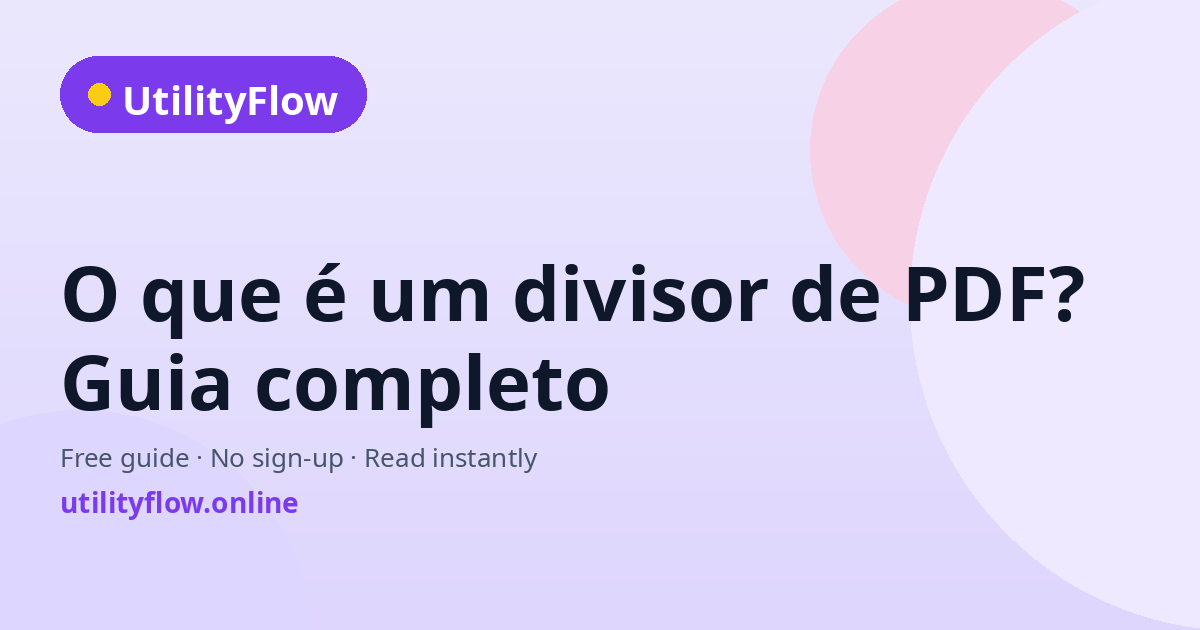 UtilityFlow
O que é um divisor de PDF?
Guia completo
Free guide · No sign-up · Read instantly
utilityflow.online